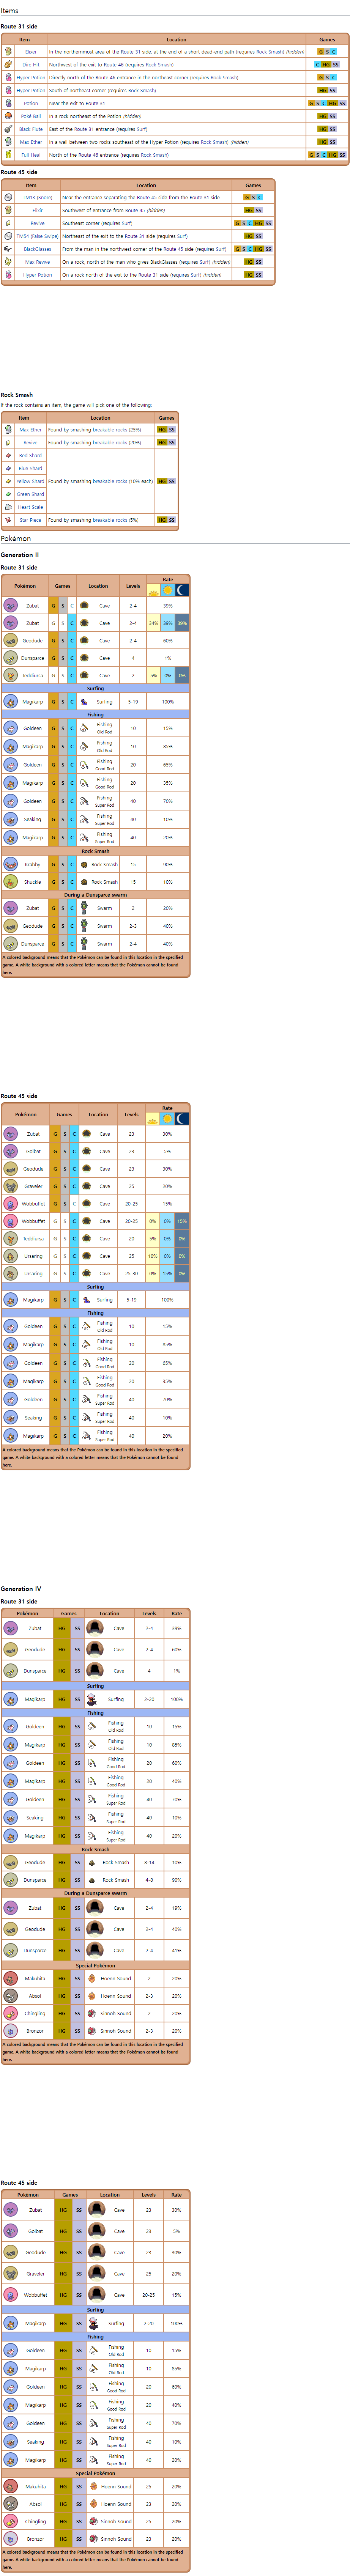 Items
Route 31 side
Item Location Games
Elixer In the northernmost area of the Route 31 side, at the end of a short dead-end path (requires Rock Smash) (hidden) G S C
Dire Hit Northwest of the exit to Route 46 (requires Rock Smash) C HG SS
Hyper Potion Directly north of the Route 46 entrance in the northeast corner (requires Rock Smash) G S C
Hyper Potion South of northeast corner (requires Rock Smash) HG SS
Potion Near the exit to Route 31 G S C HG SS
Poké Ball In a rock northeast of the Potion (hidden) HG SS
Black Flute East of the Route 31 entrance (requires Surf) HG SS
Max Ether In a wall between two rocks southeast of the Hyper Potion (requires Rock Smash) (hidden) HG SS
Full Heal North of the Route 46 entrance (requires Rock Smash) G S C HG SS
Route 45 side
Item Location Games
TM13 (Snore) Near the entrance separating the Route 45 side from the Route 31 side G S C
Elixir Southwest of entrance from Route 45 (hidden) HG SS
Revive Southeast corner (requires Surf) G S C HG SS
TM54 (False Swipe) Northeast of the exit to the Route 31 side (requires Surf) HG SS
BlackGlasses From the man in the northwest corner of the Route 45 side (requires Surf) G S C HG SS
Max Revive On a rock, north of the man who gives BlackGlasses (requires Surf) (hidden) HG SS
Hyper Potion On a rock north of the exit to the Route 31 side (requires Surf) (hidden) HG SS
Rock Smash
If the rock contains an item, the game will pick one of the following:
Item Location Games
Max Ether Found by smashing breakable rocks (25%) HG SS
Revive Found by smashing breakable rocks (20%) HG SS
Red Shard
Blue Shard
Yellow Shard Found by smashing breakable rocks (10% each) HG SS
Green Shard
Heart Scale
Star Piece Found by smashing breakable rocks (5%) HG SS
Pokémon
Generation II
Route 31 side
Pokémon Games Location Levels Rate
Zubat G S C Cave 2-4 39%
Zubat G S C Cave 2-4 34% 39% 39%
Geodude G S C Cave 2-4 60%
Dunsparce G S C Cave 4 1%
Teddiursa G S C Cave 2 5% 0% 0%
Surfing
Magikarp G S C Surfing 5-19 100%
Fishing
Goldeen G S C Fishing Old Rod 10 15%
Magikarp G S C Fishing Old Rod 10 85%
Goldeen G S C Fishing Good Rod 20 65%
Magikarp G S C Fishing Good Rod 20 35%
Goldeen G S C Fishing Super Rod 40 70%
Seaking G S C Fishing Super Rod 40 10%
Magikarp G S C Fishing Super Rod 40 20%
Rock Smash
Krabby G S C Rock Smash 15 90%
Shuckle G S C Rock Smash 15 10%
During a Dunsparce swarm
Zubat G S C Swarm 2 20%
Geodude G S C Swarm 2-3 40%
Dunsparce G S C Swarm 2-4 40%
A colored background means that the Pokémon can be found in this location in the specified
game. A white background with a colored letter means that the Pokémon cannot be found
here.
Route 45 side
Pokémon Games Location Levels Rate
Zubat G S C Cave 23 30%
Golbat G S C Cave 23 5%
Geodude G S C Cave 23 30%
Graveler G S C Cave 25 20%
Wobbuffet G S C Cave 20-25 15%
Wobbuffet G S C Cave 20-25 0% 0% 15%
Teddiursa G S C Cave 20 5% 0% 0%
Ursaring G S C Cave 25 10% 0% 0%
Ursaring G S C Cave 25-30 0% 15% 0%
Surfing
Magikarp G S C Surfing 5-19 100%
Fishing
Goldeen G S C Fishing Old Rod 10 15%
Magikarp G S C Fishing Old Rod 10 85%
Goldeen G S C Fishing Good Rod 20 65%
Magikarp G S C Fishing Good Rod 20 35%
Goldeen G S C Fishing Super Rod 40 70%
Seaking G S C Fishing Super Rod 40 10%
Magikarp G S C Fishing Super Rod 40 20%
A colored background means that the Pokémon can be found in this location in the specified
game. A white background with a colored letter means that the Pokémon cannot be found
here.
Generation IV
Route 31 side
Pokémon Games Location Levels Rate
Zubat HG SS Cave 2-4 39%
Geodude HG SS Cave 2-4 60%
Dunsparce HG SS Cave 4 1%
Surfing
Magikarp HG SS Surfing 2-20 100%
Fishing
Goldeen HG SS Fishing Old Rod 10 15%
Magikarp HG SS Fishing Old Rod 10 85%
Goldeen HG SS Fishing Good Rod 20 60%
Magikarp HG SS Fishing Good Rod 20 40%
Goldeen HG SS Fishing Super Rod 40 70%
Seaking HG SS Fishing Super Rod 40 10%
Magikarp HG SS Fishing Super Rod 40 20%
Rock Smash
Geodude HG SS Rock Smash 8-14 10%
Dunsparce HG SS Rock Smash 4-8 90%
During a Dunsparce swarm
Zubat HG SS Cave 2-4 19%
Geodude HG SS Cave 2-4 40%
Dunsparce HG SS Cave 2-4 41%
Special Pokémon
Makuhita HG SS Hoenn Sound 2 20%
Absol HG SS Hoenn Sound 2-3 20%
Chingling HG SS Sinnoh Sound 2 20%
Bronzor HG SS Sinnoh Sound 2-3 20%
A colored background means that the Pokémon can be found in this location in the specified
game. A white background with a colored letter means that the Pokémon cannot be found
here.
Route 45 side
Pokémon Games Location Levels Rate
Zubat HG SS Cave 23 30%
Golbat HG SS Cave 23 5%
Geodude HG SS Cave 23 30%
Graveler HG SS Cave 25 20%
Wobbuffet HG SS Cave 20-25 15%
Surfing
Magikarp HG SS Surfing 2-20 100%
Fishing
Goldeen HG SS Fishing Old Rod 10 15%
Magikarp HG SS Fishing Old Rod 10 85%
Goldeen HG SS Fishing Good Rod 20 60%
Magikarp HG SS Fishing Good Rod 20 40%
Goldeen HG SS Fishing Super Rod 40 70%
Seaking HG SS Fishing Super Rod 40 10%
Magikarp HG SS Fishing Super Rod 40 20%
Special Pokémon
Makuhita HG SS Hoenn Sound 25 20%
Absol HG SS Hoenn Sound 23 20%
Chingling HG SS Sinnoh Sound 25 20%
Bronzor HG SS Sinnoh Sound 23 20%
A colored background means that the Pokémon can be found in this location in the specified
game. A white background with a colored letter means that the Pokémon cannot be found
here.